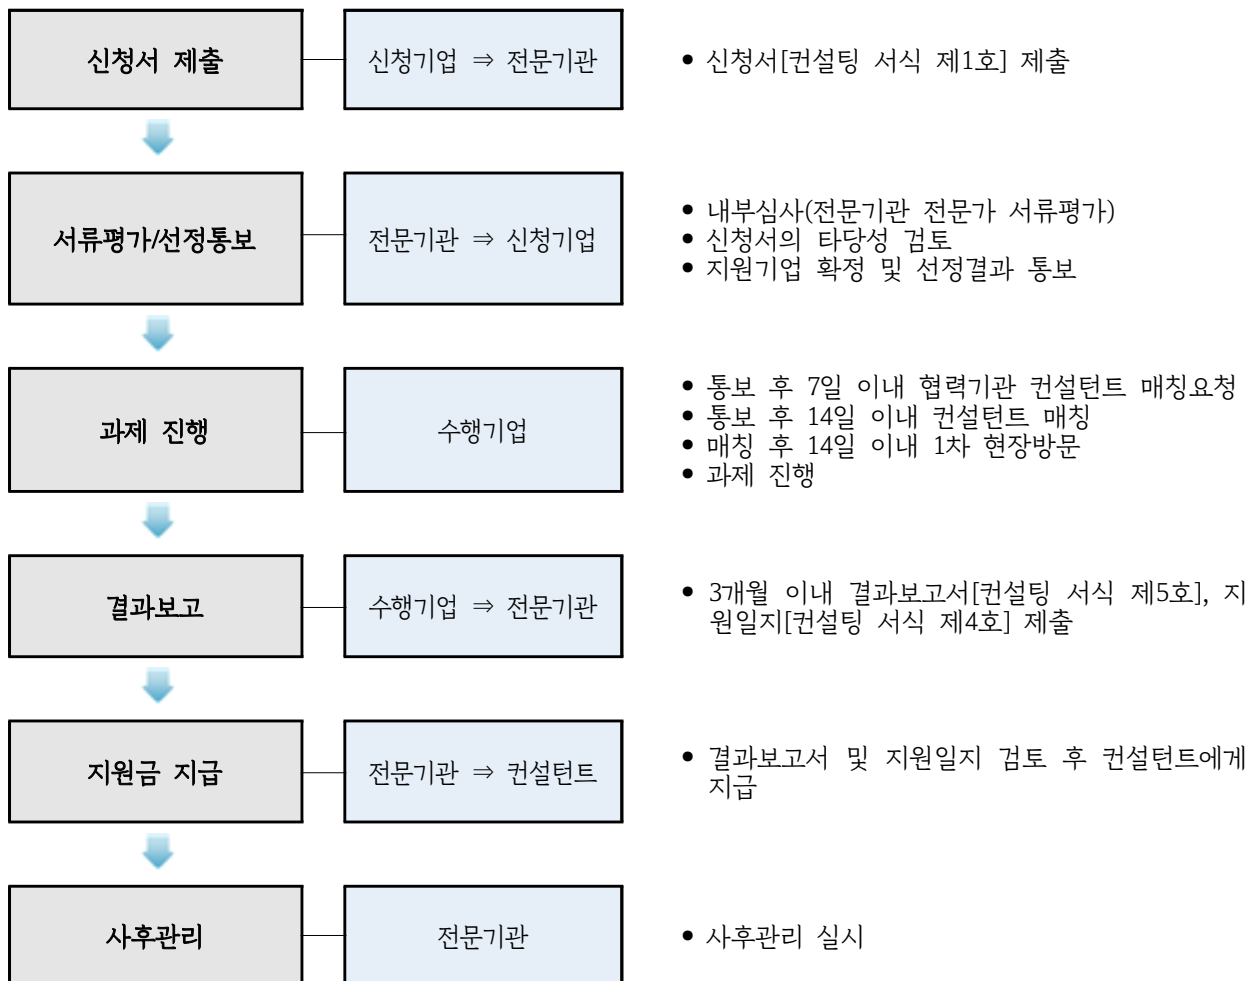 신청서 제출
신청기업 ⇒ 전문기관
• 신청서[컨설팅 서식 제1호] 제출
서류평가/선정통보
전문기관 ⇒ 신청기업
• 내부심사(전문기관 전문가 서류평가)
• 신청서의 타당성 검토
• 지원기업 확정 및 선정결과 통보
과제 진행
수행기업
• 통보 후 7일 이내 협력기관 컨설턴트 매칭요청
• 통보 후 14일 이내 컨설턴트 매칭
• 매칭 후 14일 이내 1차 현장방문
• 과제 진행
결과보고
수행기업 ⇒ 전문기관
• 3개월 이내 결과보고서[컨설팅 서식 제5호], 지
원일지[컨설팅 서식 제4호] 제출
지원금 지급
전문기관 ⇒ 컨설턴트
• 결과보고서 및 지원일지 검토 후 컨설턴트에게
지급
사후관리
전문기관
• 사후관리 실시